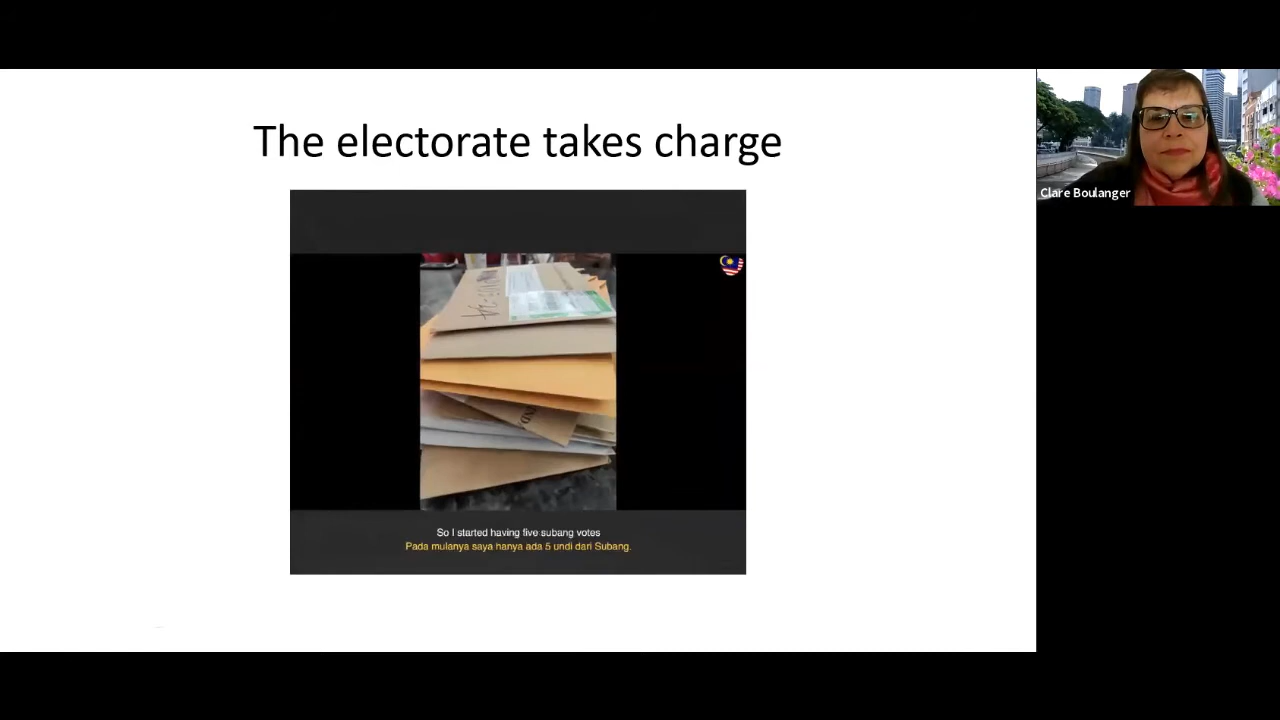 The electorate takes charge
Clare Boulanger
So I started having five subang votes
Pada mulanya saya hanya ada 5 undi dari Subang.